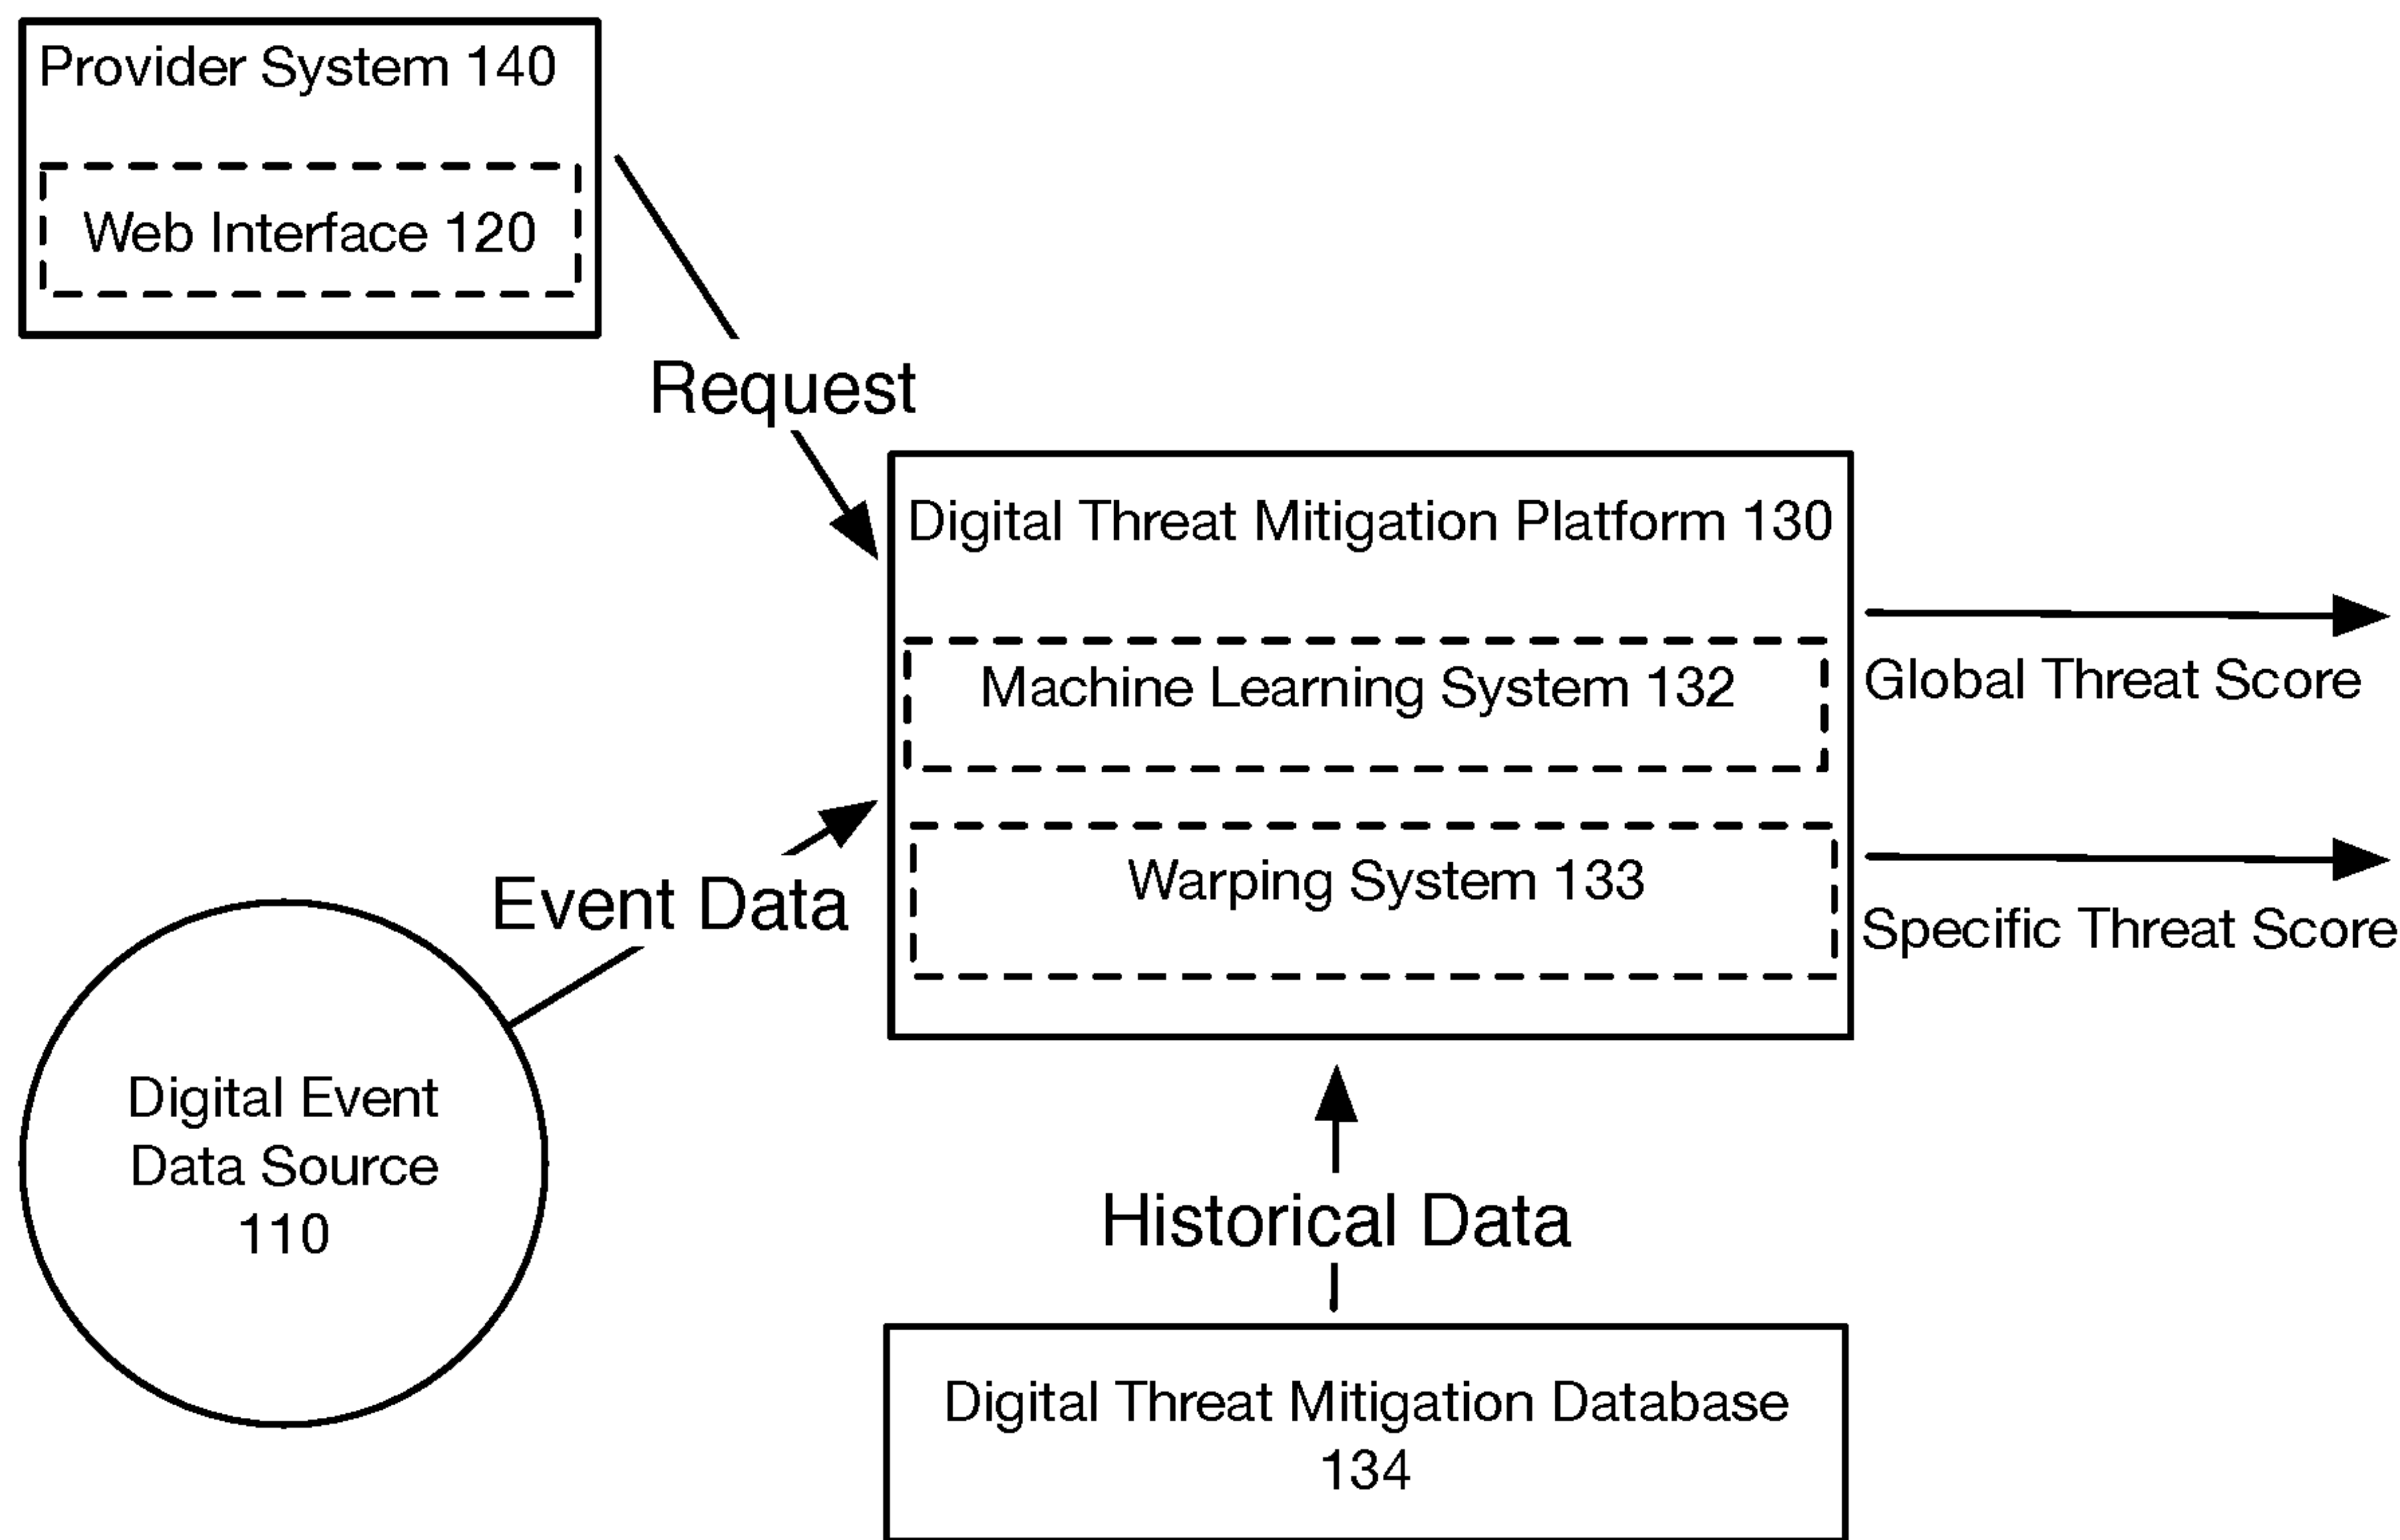 Provider System 140
Web Interface 120
Request
Digital Threat Mitigation Platform 130
Machine Learning System 132
Warping System 133
Global Threat Score
Specific Threat Score
Event Data
Digital Event
Data Source
110
Historical Data
Digital Threat Mitigation Database
134